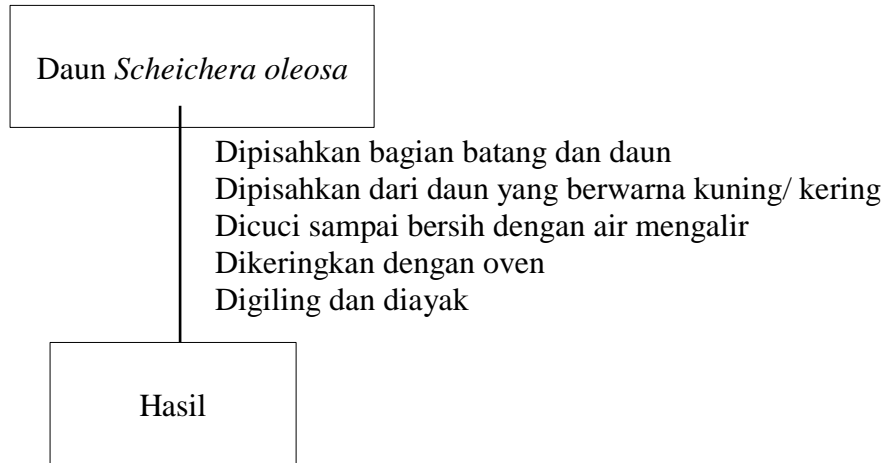 Daun Scheichera oleosa
Dipisahkan bagian batang dan daun
Dipisahkan dari daun yang berwarna kuning/ kering
Dicuci sampai bersih dengan air mengalir
Dikeringkan dengan oven
Digiling dan diayak
Hasil